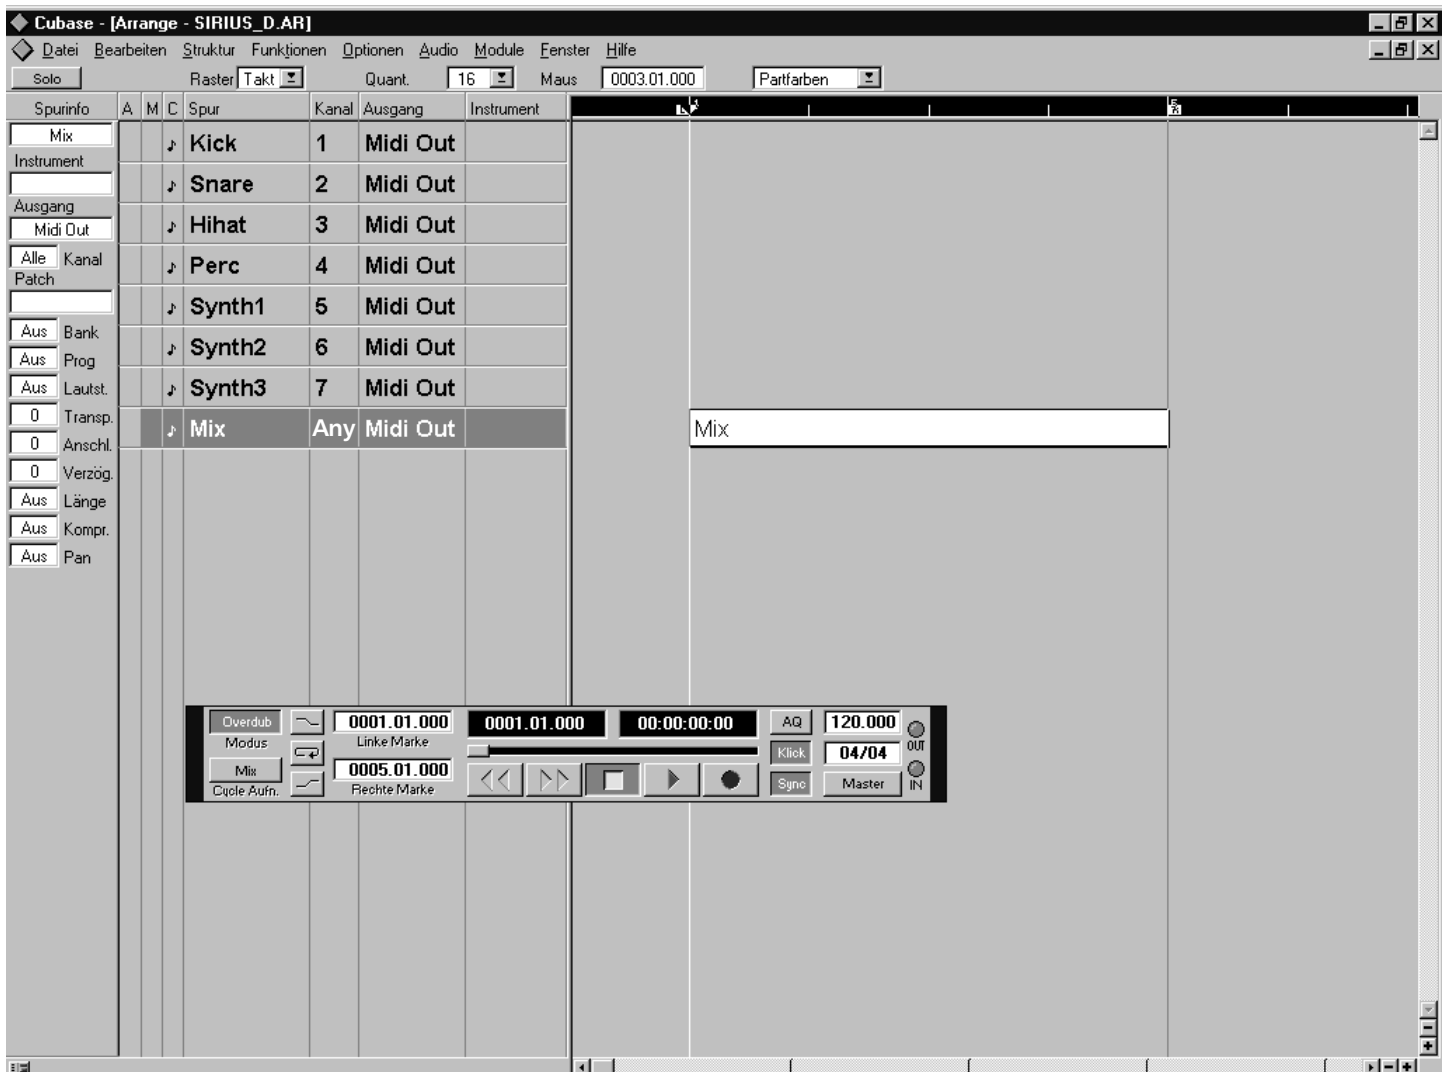 Cubase - [Arrange - SIRIUS_D.AR]
Datei Bearbeiten Struktur Funktionen Optionen Audio Module Fenster Hilfe
Solo Raster Takt Quant. 16 Maus 0003.01.000 Partfarben
Spurinfo A M C Spur Kanal Ausgang Instrument 1 5
Mix
Instrument
Ausgang
Midi Out
Alle Kanal
Patch
Aus Bank
Aus Prog
Aus Lautst.
0 Transp.
0 Anschl.
0 Verzög.
Aus Länge
Aus Kompr.
Aus Pan
Kick 1 Midi Out
Snare 2 Midi Out
Hihat 3 Midi Out
Perc 4 Midi Out
Synth1 5 Midi Out
Synth2 6 Midi Out
Synth3 7 Midi Out
Mix Any Midi Out
Mix
Overdub 0001.01.000 0001.01.000 00:00:00:00 AQ 120.000
Modus Linke Marke OUT
Klick 04/04
Mix 0005.01.000
Cycle Aufn. Rechte Marke Sync Master IN